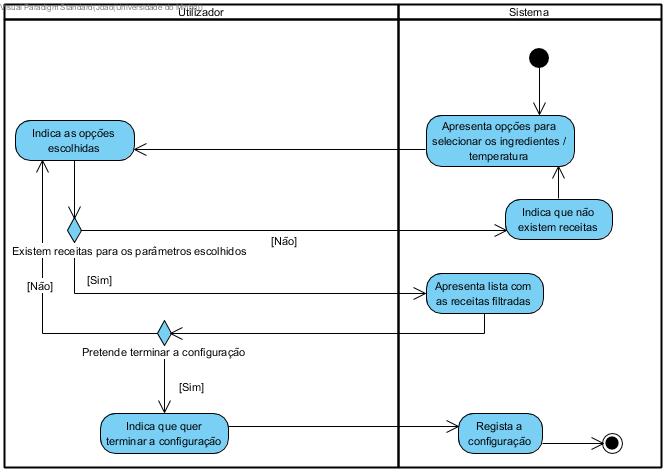 Visual Paradigm Standard(João(Universidade do Minho))
Utilizador
Sistema
Indica as opções
escolhidas
Apresenta opções para
selecionar os ingredientes /
temperatura
Indica que não
existem receitas
[Não]
Existem receitas para os parâmetros escolhidos
[Sim]
[Não]
Apresenta lista com
as receitas filtradas
Pretende terminar a configuração
[Sim]
Indica que quer
terminar a configuração
Regista a
configuração